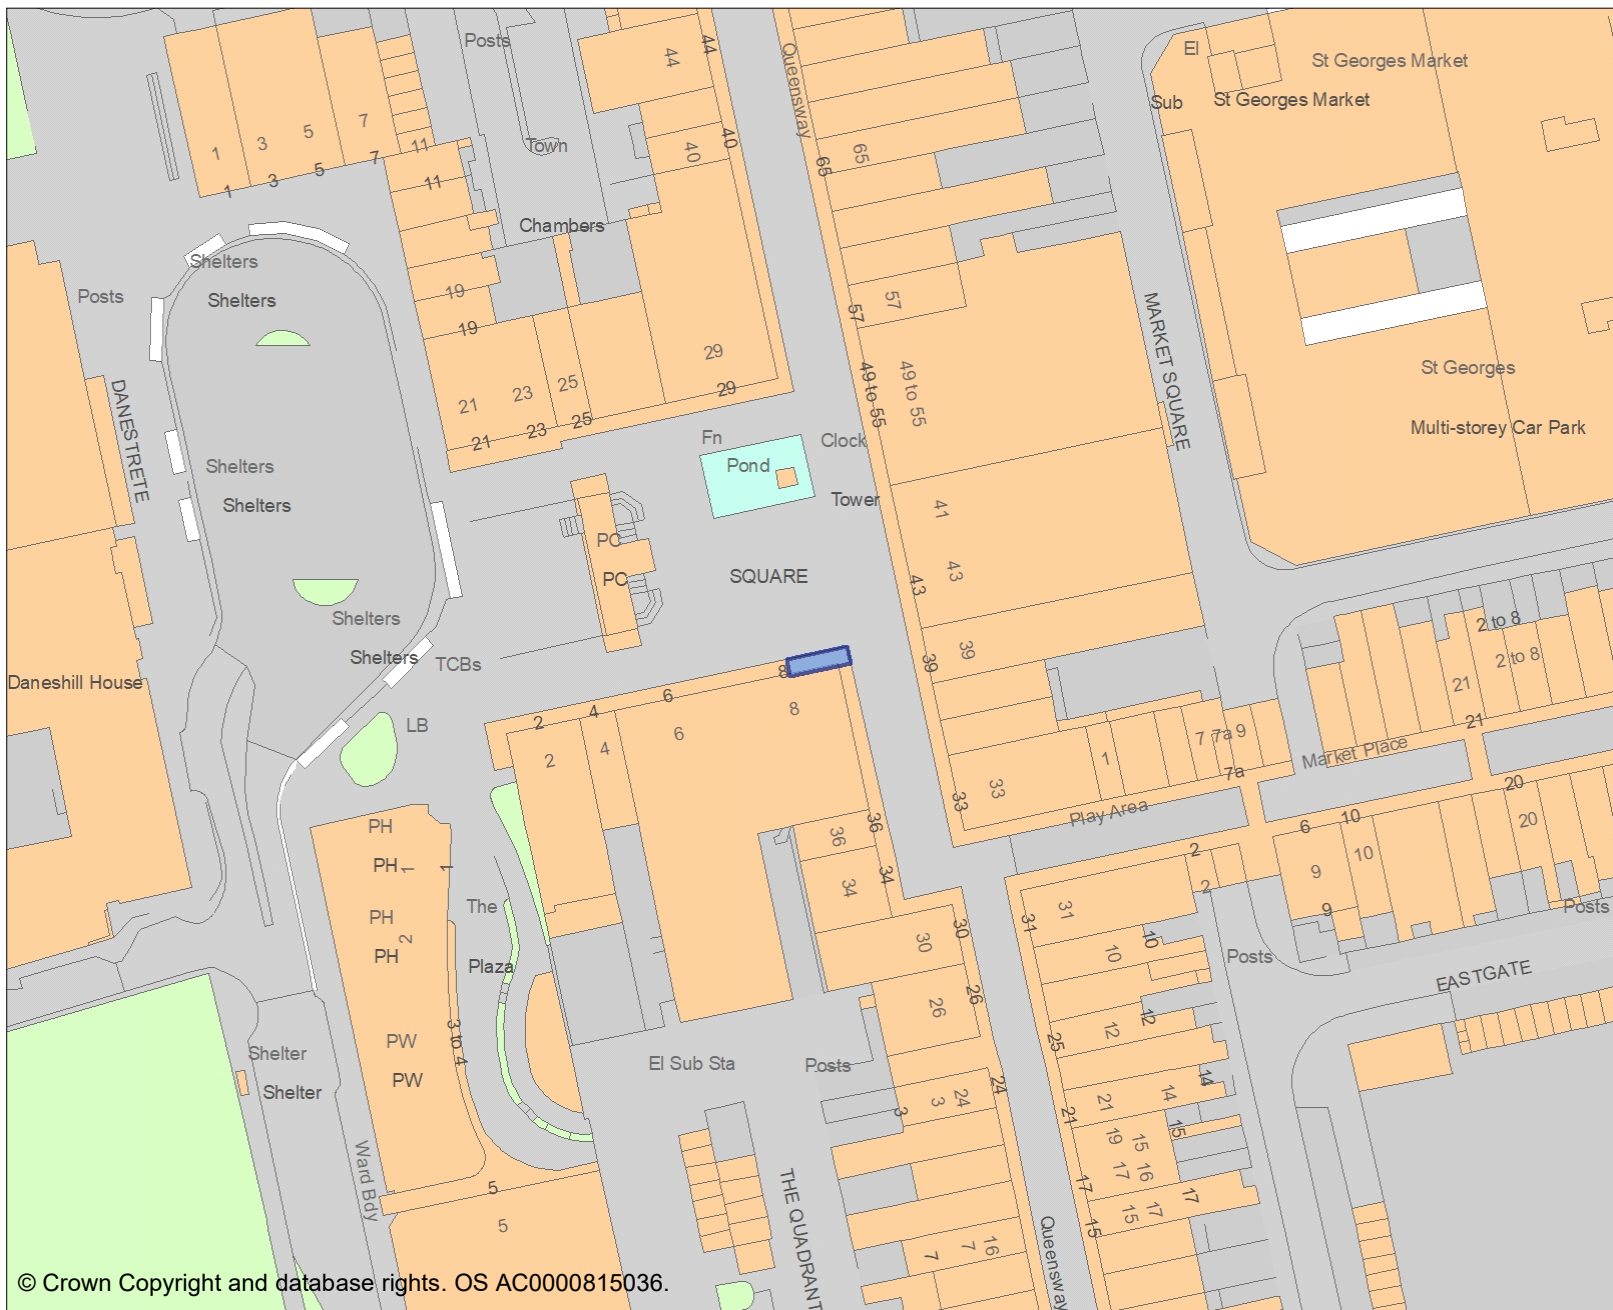 Posts
44
44
Queensway
El
St Georges Market
Sub
St Georges Market
1
3
5
7
1
3
5
7
11
11
Town
Chambers
40
40
65
65
Shelters
Shelters
Posts
19
19
57
57
MARKET SQUARE
DANESTRETE
29
29
21
23
25
21
23
25
49 to 55
49 to 55
St Georges
Multi-storey Car Park
Fn
Pond
Clock
Tower
Shelters
Shelters
PC
PC
SQUARE
41
43
43
39
39
Shelters
Shelters
TCBs
LB
Daneshill House
2
4
6
8
2
4
6
8
2 to 8
2 to 8
21
21
1
7
7a
9
7a
Market Place
33
33
Play Area
36
36
34
34
PH
PH
1
1
PH
PH
2
The
Plaza
2
2
6
10
10
9
9
20
20
31
31
30
30
10
10
Posts
Posts
EASTGATE
26
26
12
12
25
3 to 4
PW
PW
Shelter
Shelter
El Sub Sta
Posts
24
24
3
3
14
14
21
21
15
15
19
17
16
17
17
17
15
15
Ward Bdy
5
5
THE QUADRANT
7
7
16
Queensway
© Crown Copyright and database rights. OS AC0000815036.